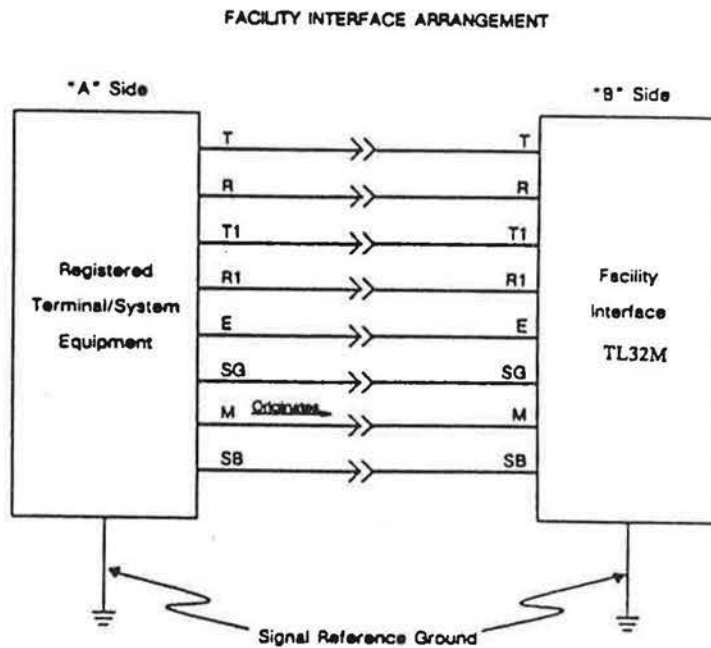 FACILITY INTERFACE ARRANGEMENT
"A" Side
"B" Side
T T
R R
T1 T1
R1 R1
E E
SG SG
M Originates M
SB SB
Registered
Terminal/System
Equipment
Facility
Interface
TL32M
Signal Reference Ground